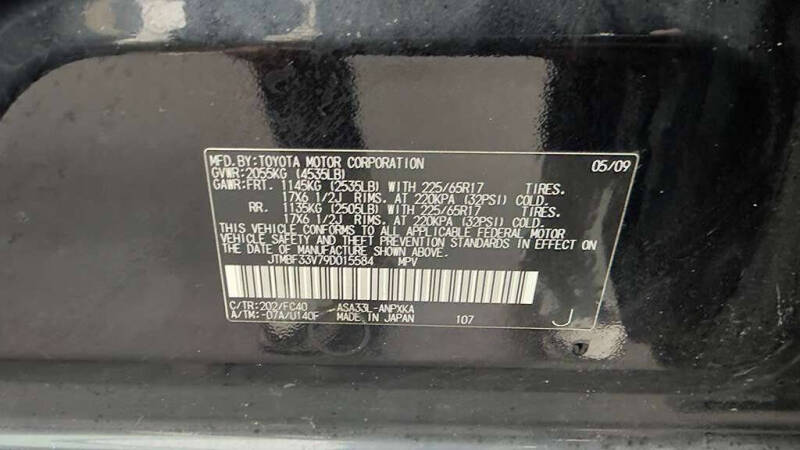 MFD.BY:TOYOTA MOTOR CORPORATION 05/09
GVWR:2055KG (4535LB)
GAWR:FRT. 1145KG (2535LB) WITH 225/65R17 TIRES.
17X6 1/2J RIMS. AT 220KPA (32PSI) COLD.
RR. 1135KG (2505LB) WITH 225/65R17 TIRES.
17X6 1/2J RIMS. AT 220KPA (32PSI) COLD.
THIS VEHICLE CONFORMS TO ALL APPLICABLE FEDERAL MOTOR
VEHICLE SAFETY AND THEFT PREVENTION STANDARDS IN EFFECT ON
THE DATE OF MANUFACTURE SHOWN ABOVE.
JTMBF33V79D015584 MPV
C/TR:202/FC40 ASA33L-ANPXKA
A/TM:-07A/U140F MADE IN JAPAN 107 J